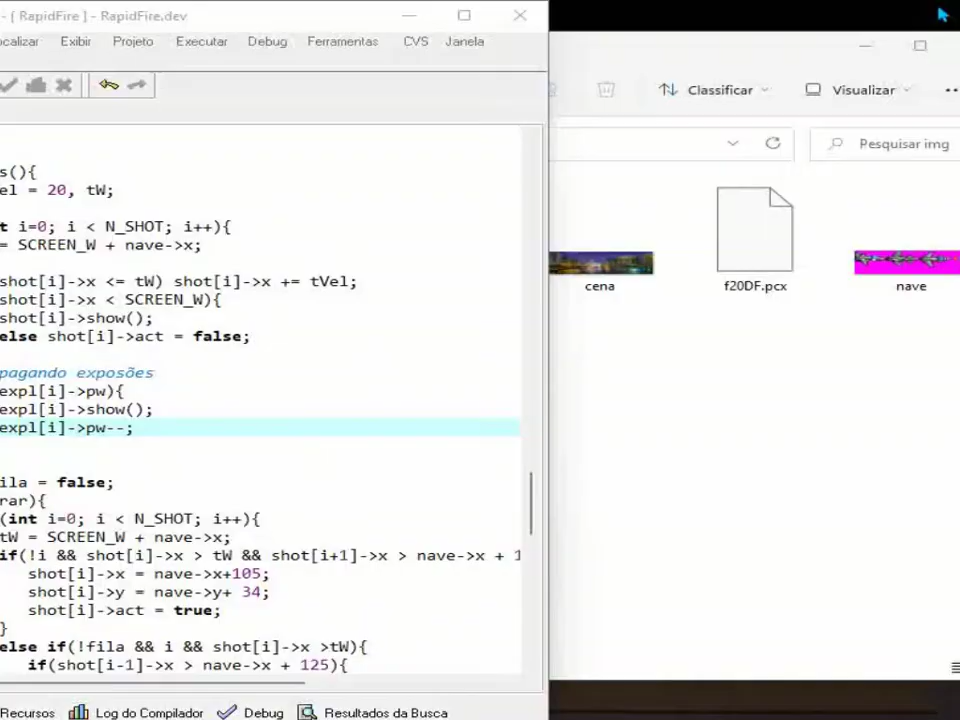 - [ RapidFire ] - RapidFire.dev
ocalizar Exibir Projeto Executar Debug Ferramentas CVS Janela
s(){
el = 20, tW;
t i=0; i < N_SHOT; i++){
= SCREEN_W + nave->x;
shot[i]->x <= tW) shot[i]->x += tVel;
shot[i]->x < SCREEN_W){
shot[i]->show();
else shot[i]->act = false;
pagando exposões
expl[i]->pw){
expl[i]->show();
expl[i]->pw--;
ila = false;
rar){
(int i=0; i < N_SHOT; i++){
tW = SCREEN_W + nave->x;
if(!i && shot[i]->x > tW && shot[i+1]->x > nave->x + 1
shot[i]->x = nave->x+105;
shot[i]->y = nave->y+ 34;
shot[i]->act = true;
}
else if(!fila && i && shot[i]->x >tW){
if(shot[i-1]->x > nave->x + 125){
Recursos Log do Compilador Debug Resultados da Busca
Classificar Visualizar
Pesquisar img
cena f20DF.pcx nave